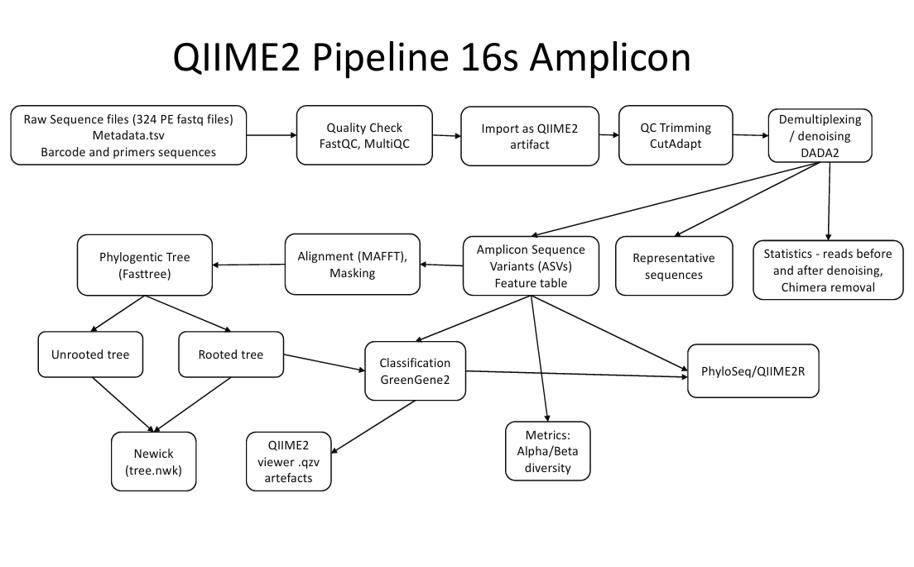 QIIME2 Pipeline 16s Amplicon
Raw Sequence files (324 PE fastq files)
Metadata.tsv
Barcode and primers sequences
Quality Check
FastQC, MultiQC
Import as QIIME2
artifact
QC Trimming
CutAdapt
Demultiplexing
/ denoising
DADA2
Phylogentic Tree
(Fasttree)
Alignment (MAFFT),
Masking
Amplicon Sequence
Variants (ASVs)
Feature table
Representative
sequences
Statistics - reads before
and after denoising,
Chimera removal
Unrooted tree
Rooted tree
Classification
GreenGene2
PhyloSeq/QIIME2R
Newick
(tree.nwk)
QIIME2
viewer .qzv
artefacts
Metrics:
Alpha/Beta
diversity